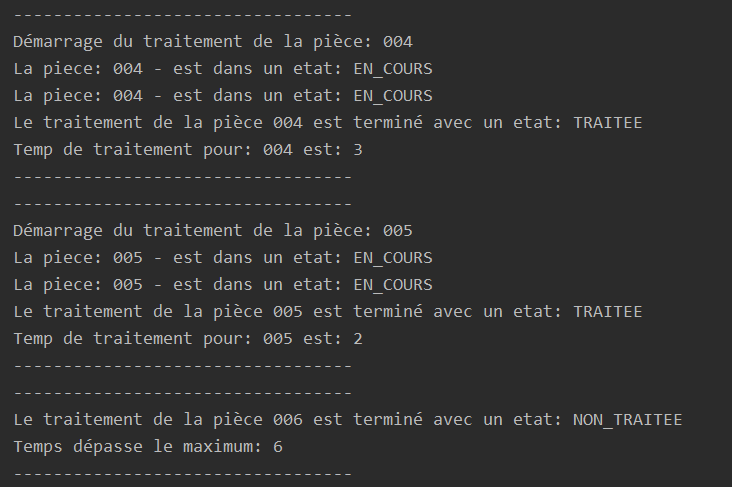 ----------------------------------
Démarrage du traitement de la pièce: 004
La piece: 004 - est dans un etat: EN_COURS
La piece: 004 - est dans un etat: EN_COURS
Le traitement de la pièce 004 est terminé avec un etat: TRAITEE
Temp de traitement pour: 004 est: 3
----------------------------------
----------------------------------
Démarrage du traitement de la pièce: 005
La piece: 005 - est dans un etat: EN_COURS
La piece: 005 - est dans un etat: EN_COURS
Le traitement de la pièce 005 est terminé avec un etat: TRAITEE
Temp de traitement pour: 005 est: 2
----------------------------------
----------------------------------
Le traitement de la pièce 006 est terminé avec un etat: NON_TRAITEE
Temps dépasse le maximum: 6
----------------------------------